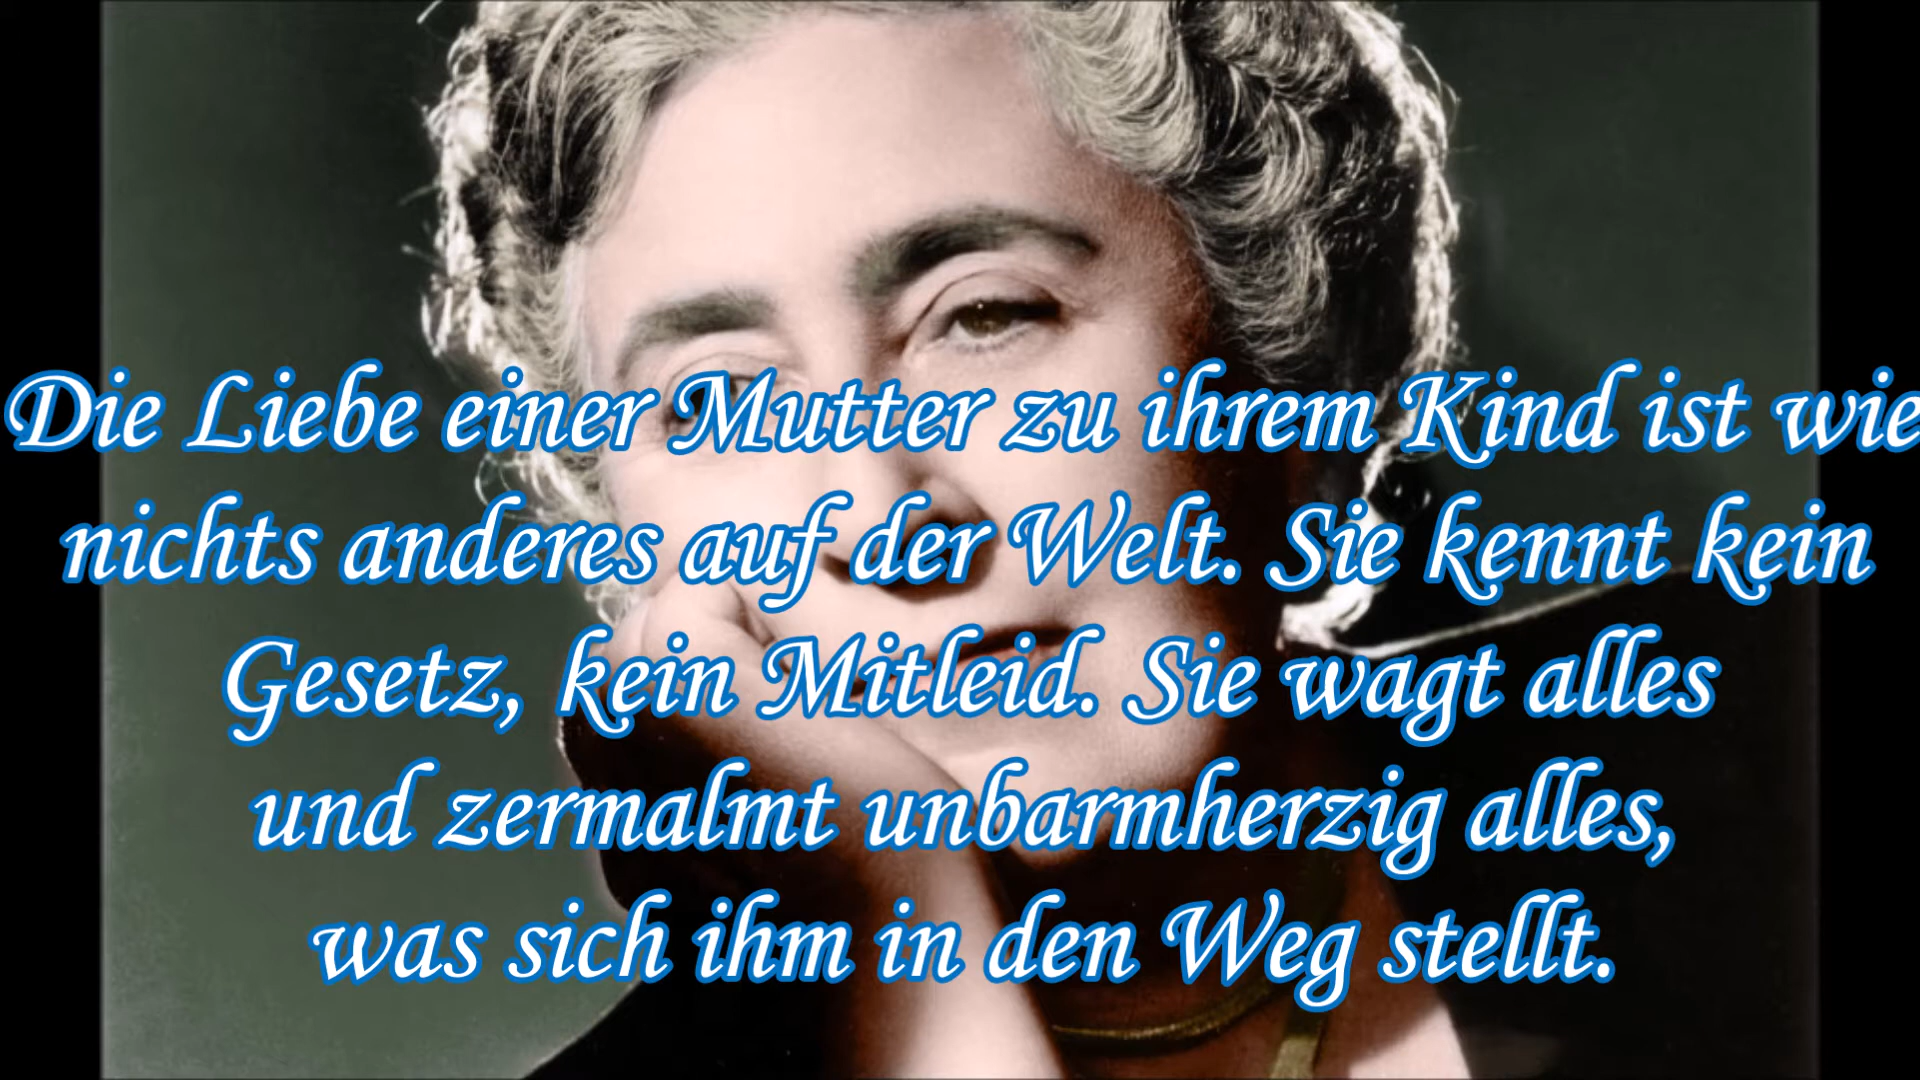 Die Liebe einer Mutter zu ihrem Kind ist wie
nichts anderes auf der Welt. Sie kennt kein
Gesetz, kein Mitleid. Sie wagt alles
und zermalmt unbarmherzig alles,
was sich ihm in den Weg stellt.